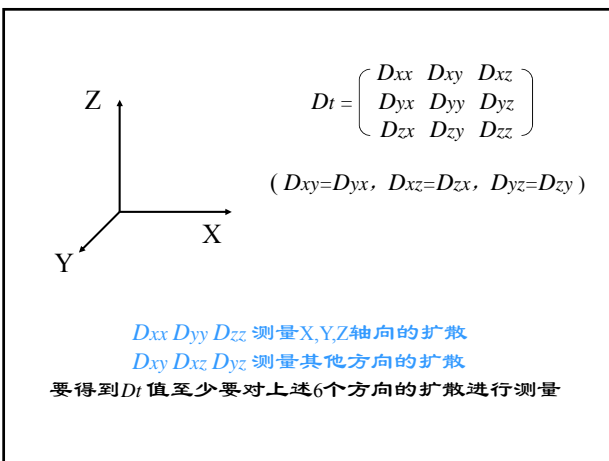 Z
X
Y
Dxx Dxy Dxz
Dt = Dyx Dyy Dyz
Dzx Dzy Dzz
( Dxy=Dyx，Dxz=Dzx，Dyz=Dzy )
Dxx Dyy Dzz 测量X,Y,Z轴向的扩散
Dxy Dxz Dyz 测量其他方向的扩散
要得到Dt 值至少要对上述6个方向的扩散进行测量